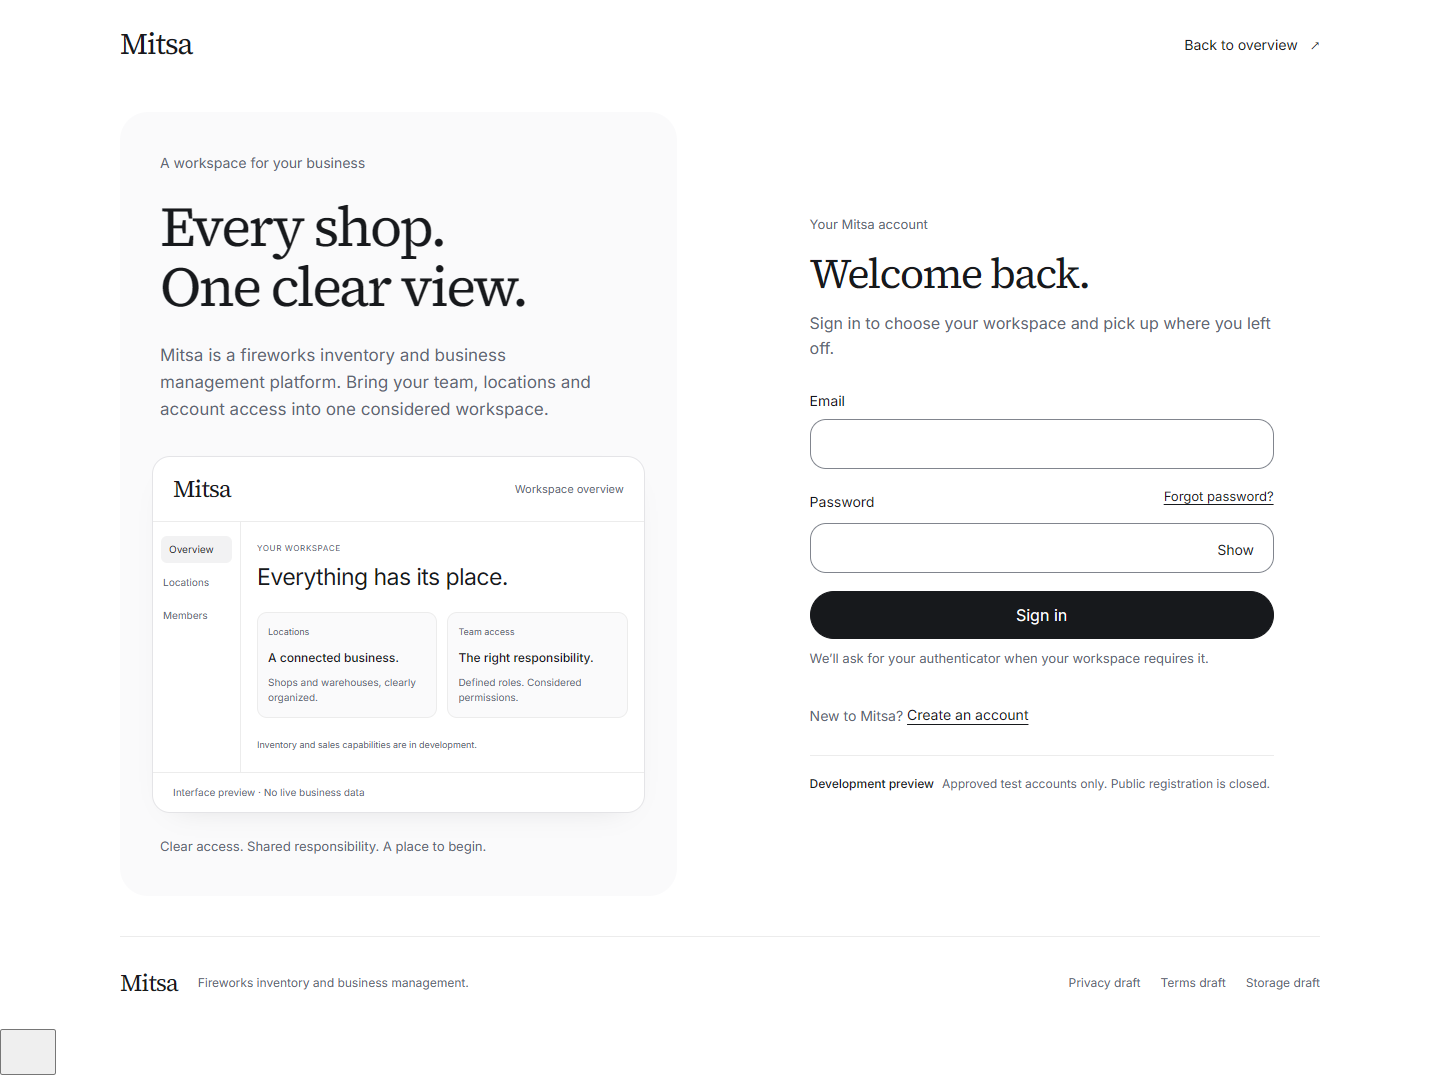 Mitsa
Back to overview ↗
A workspace for your business
Every shop.
One clear view.
Mitsa is a fireworks inventory and business
management platform. Bring your team, locations and
account access into one considered workspace.
Mitsa
Workspace overview
Overview
Locations
Members
YOUR WORKSPACE
Everything has its place.
Locations
A connected business.
Shops and warehouses, clearly
organized.
Team access
The right responsibility.
Defined roles. Considered
permissions.
Inventory and sales capabilities are in development.
Interface preview · No live business data
Clear access. Shared responsibility. A place to begin.
Your Mitsa account
Welcome back.
Sign in to choose your workspace and pick up where you left
off.
Email
Password
Forgot password?
Show
Sign in
We'll ask for your authenticator when your workspace requires it.
New to Mitsa? Create an account
Development preview Approved test accounts only. Public registration is closed.
Mitsa
Fireworks inventory and business management.
Privacy draft
Terms draft
Storage draft